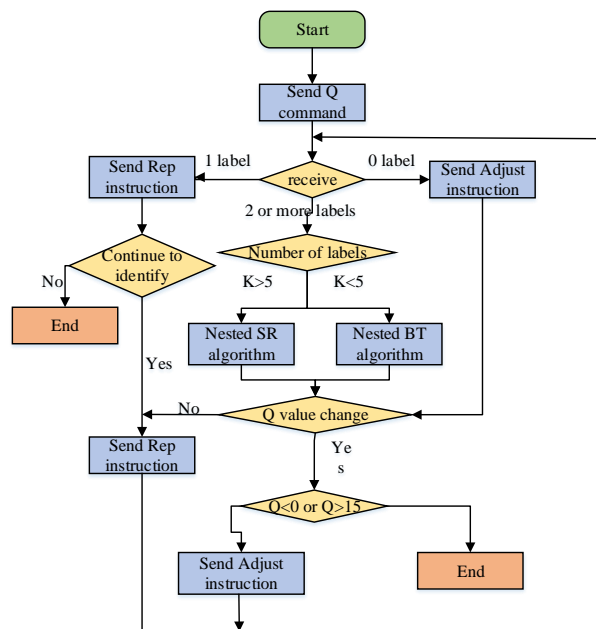 Start
Send Q
command
1 label
0 label
Send Rep
instruction
receive
Send Adjust
instruction
2 or more labels
Continue to
identify
Number of labels
No
K>5
K<5
End
Nested SR
algorithm
Nested BT
algorithm
Yes
No
Q value change
Send Rep
instruction
Ye
s
Q<0 or Q>15
Send Adjust
instruction
End